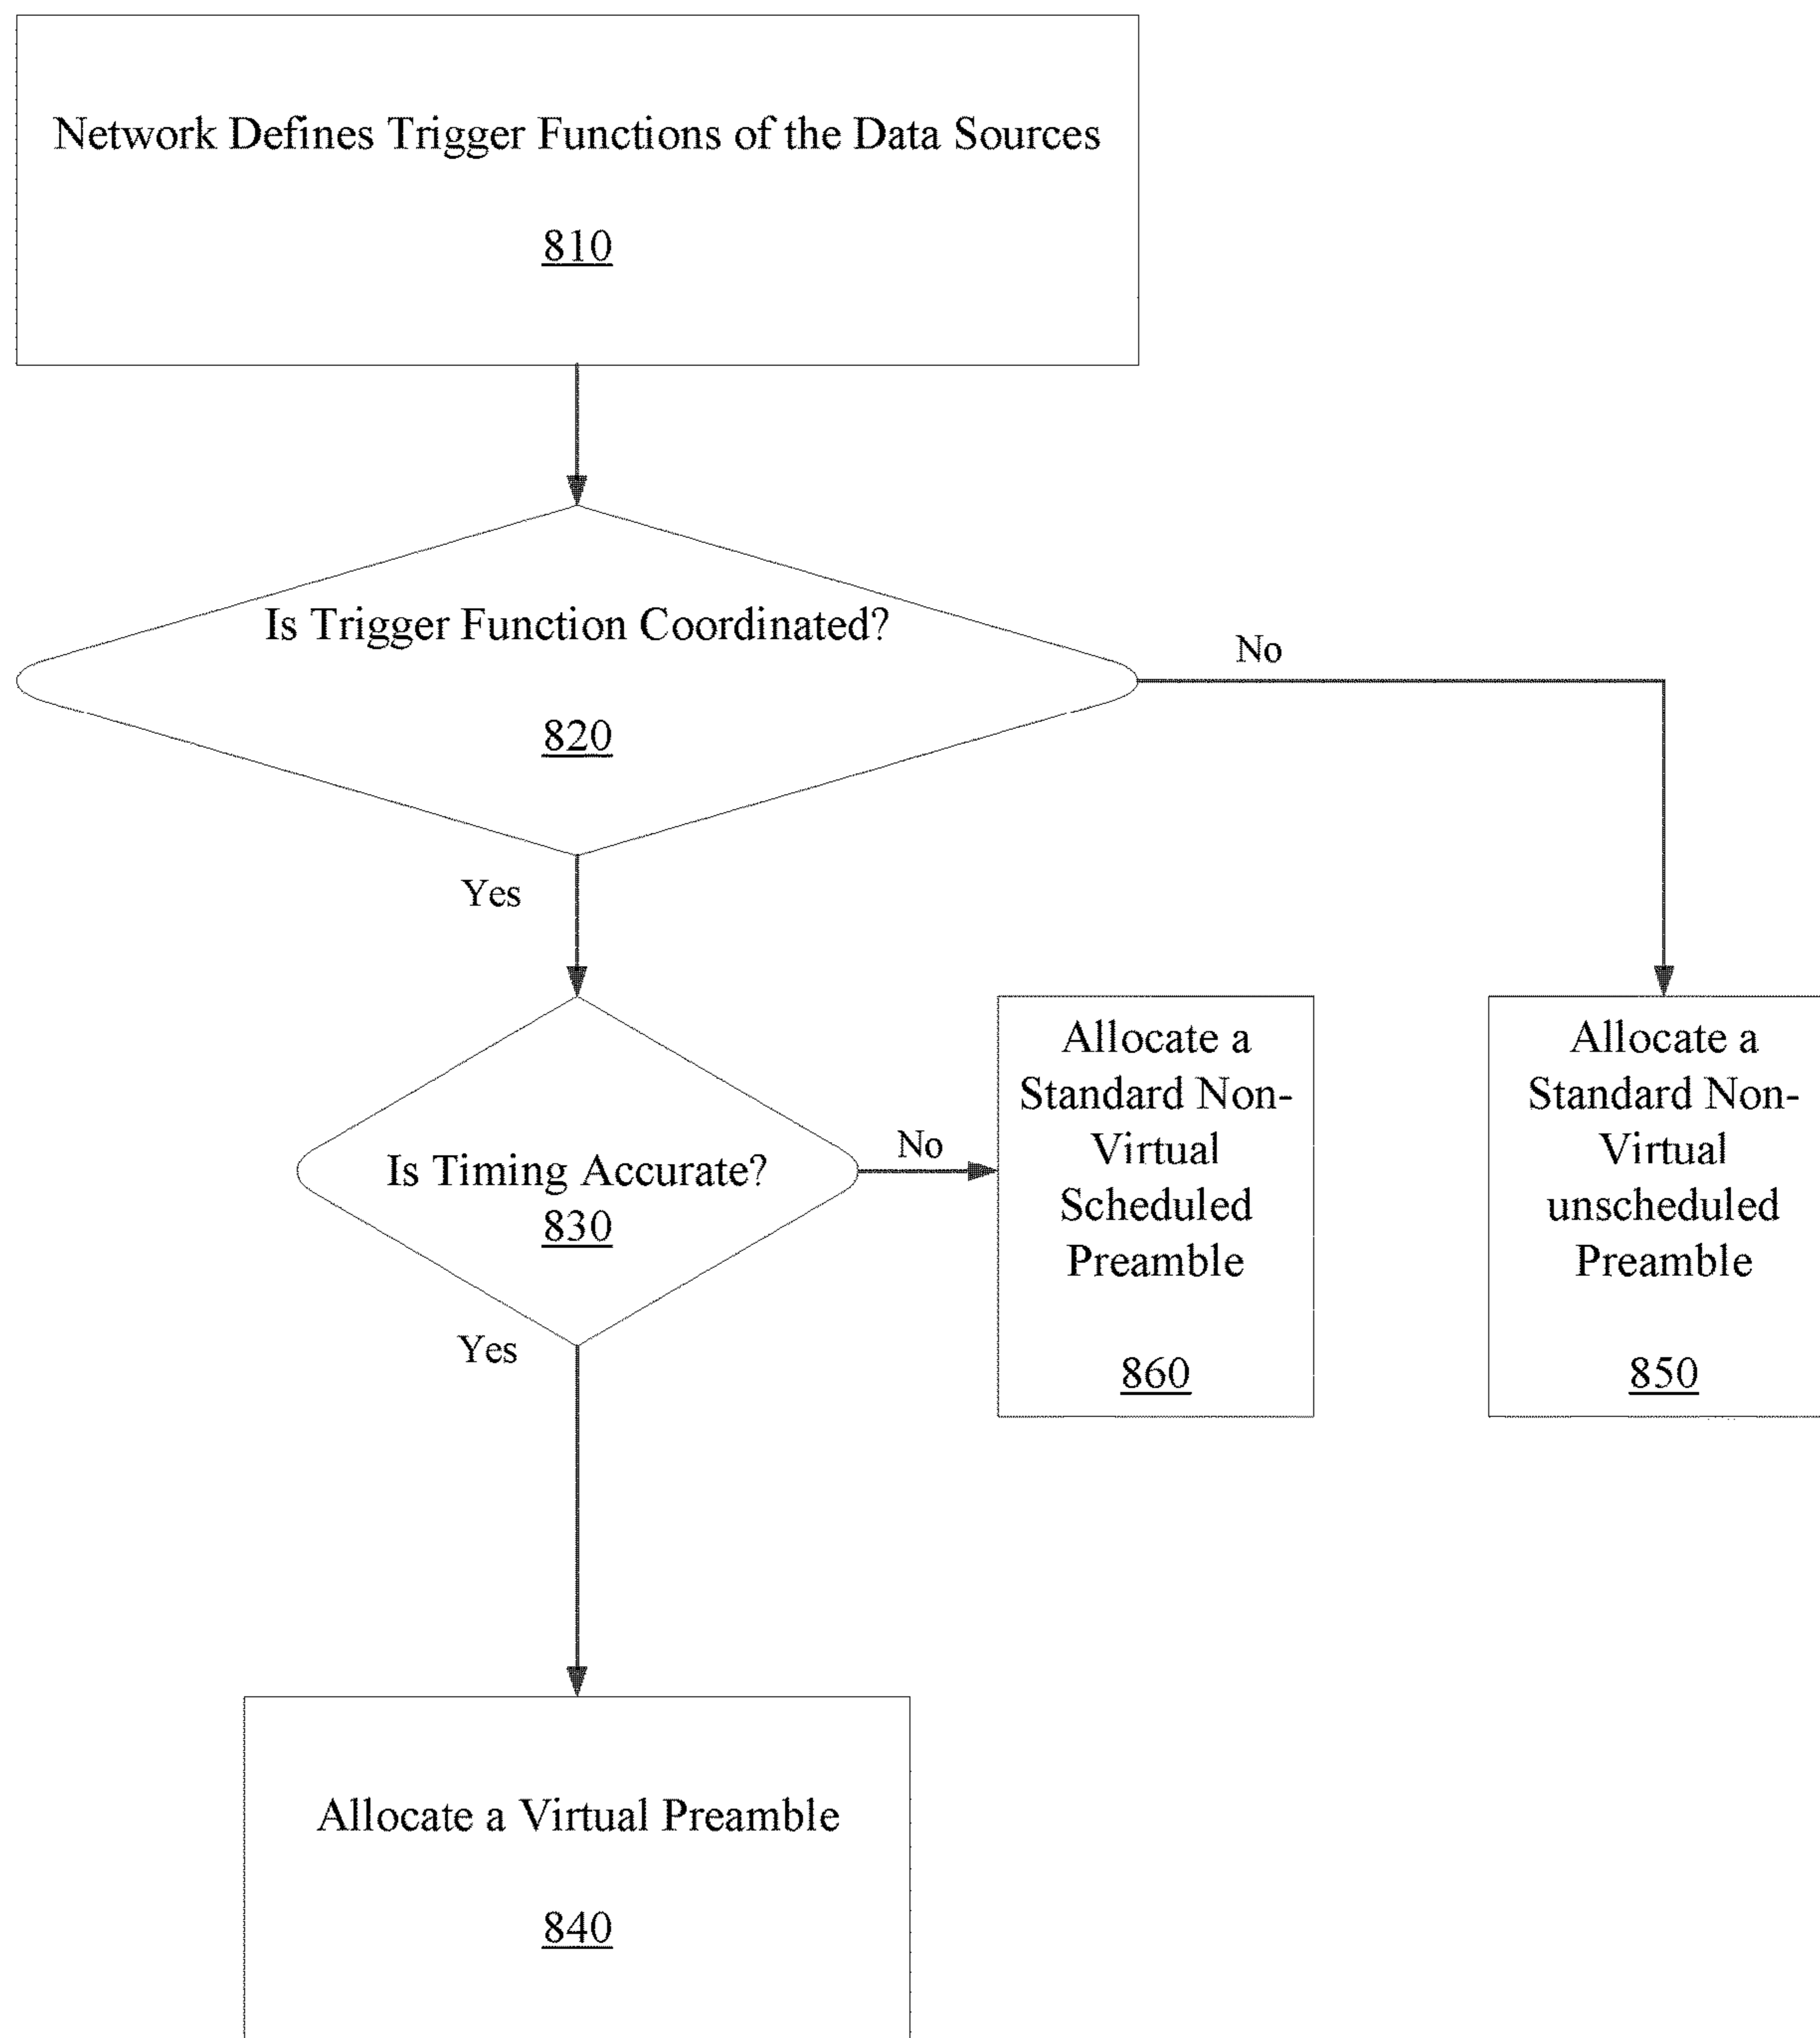 Network Defines Trigger Functions of the Data Sources
810
Is Trigger Function Coordinated?
820
No
Yes
Is Timing Accurate?
830
No
Yes
Allocate a
Standard Non-
Virtual
Scheduled
Preamble
860
Allocate a
Standard Non-
Virtual
unscheduled
Preamble
850
Allocate a Virtual Preamble
840